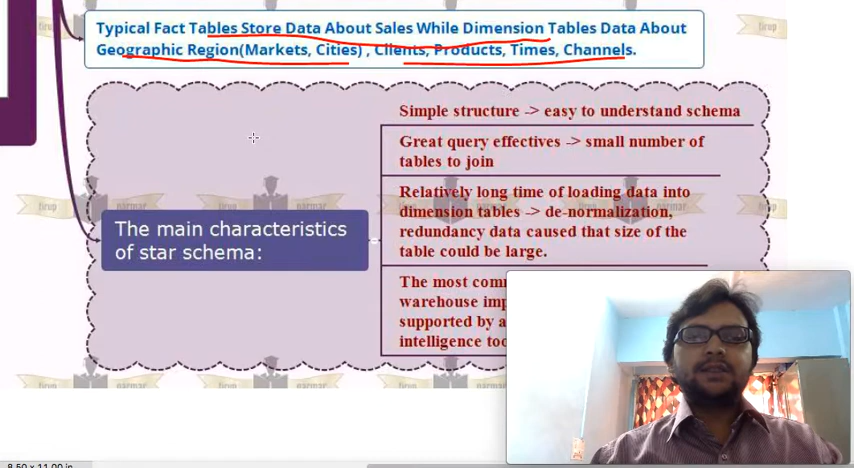 Typical Fact Tables Store Data About Sales While Dimension Tables Data About
Geographic Region(Markets, Cities) , Clients, Products, Times, Channels.
Simple structure -> easy to understand schema
Great query effectives -> small number of
tables to join
Relatively long time of loading data into
dimension tables -> de-normalization,
redundancy data caused that size of the
table could be large.
The main characteristics
of star schema:
The most
warehouse
supported by
intelligence
8.50 x 11.00 in